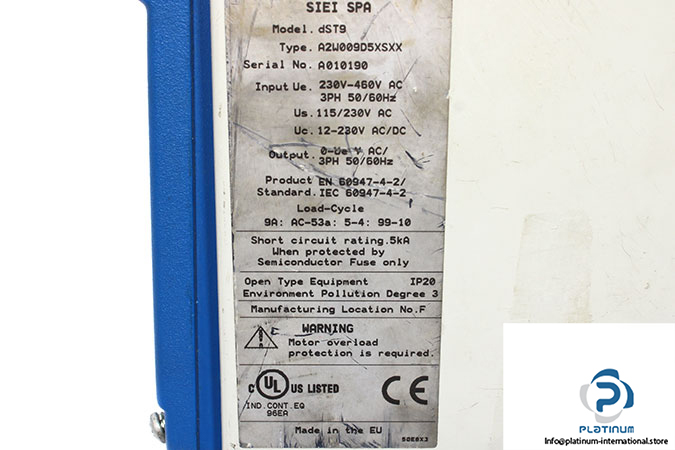 SIEI SPA
Model. dST9
Type. A2W009D5XSXX
Serial No. A010190
Input Ue. 230V-460V AC
3PH 50/60Hz
Us. 115/230V AC
Uc. 12-230V AC/DC
Output. 0-Ue V AC/
3PH 50/60Hz
Product EN 60947-4-2/
Standard. IEC 60947-4-2
Load-Cycle
9A: AC-53a: 5-4: 99-10
Short circuit rating.5kA
When protected by
Semiconductor Fuse only
Open Type Equipment IP20
Environment Pollution Degree 3
Manufacturing Location No.F
WARNING
Motor overload
protection is required.
C UL US LISTED
IND.CONT.EQ
96EA
CE
Made in the EU
PLATINUM
Info@platinum-international.store